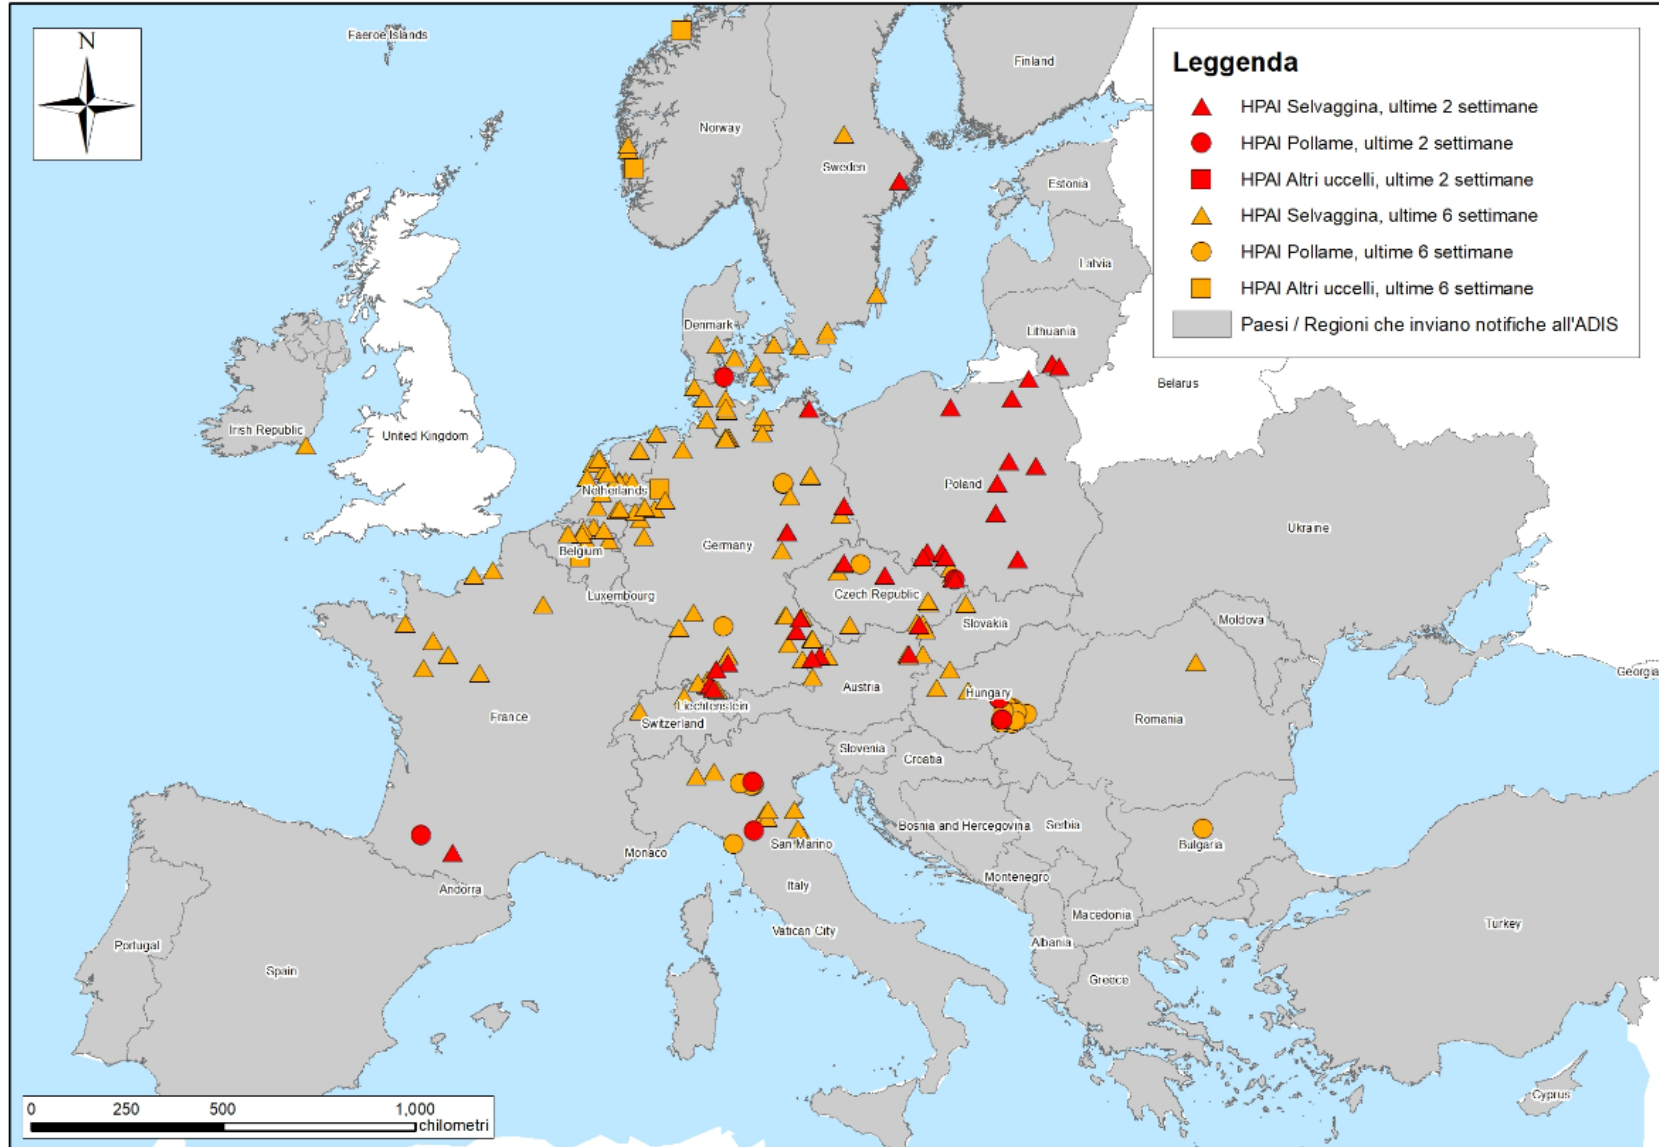 N
Faeroe Islands
Finland
Norway
Sweden
Estonia
Latvia
Lithuania
Denmark
Belarus
Irish Republic
United Kingdom
Netherlands
Poland
Germany
Belgium
Ukraine
Luxembourg
Czech Republic
Slovakia
Moldova
Georgia
Austria
Hungary
Liechtenstein
Switzerland
France
Romania
Slovenia
Croatia
Bosnia and Hercegovina
Serbia
Bulgaria
San Marino
Monaco
Montenegro
Andorra
Italy
Macedonia
Turkey
Vatican City
Albania
Portugal
Spain
Greece
Cyprus
Leggenda
HPAI Selvaggina, ultime 2 settimane
HPAI Pollame, ultime 2 settimane
HPAI Altri uccelli, ultime 2 settimane
HPAI Selvaggina, ultime 6 settimane
HPAI Pollame, ultime 6 settimane
HPAI Altri uccelli, ultime 6 settimane
Paesi / Regioni che inviano notifiche all'ADIS
0 250 500 1,000
chilometri